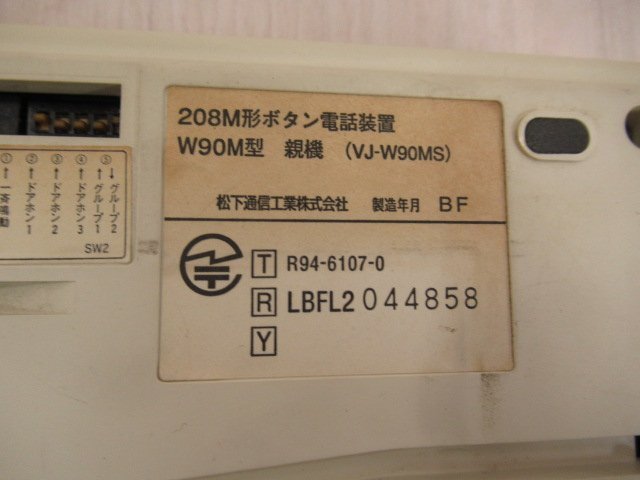 208M形ボタン電話装置
W90M型 親機 (VJ-W90MS)
松下通信工業株式会社 製造年月 BF
T R94-6107-0
R LBFL2 044858
Y
① ② ③ ④ ⑤
↑一斉鳴動
↑ドアホン1
↑ドアホン2
↑ドアホン3
↑グループ1
↓グループ2
SW2